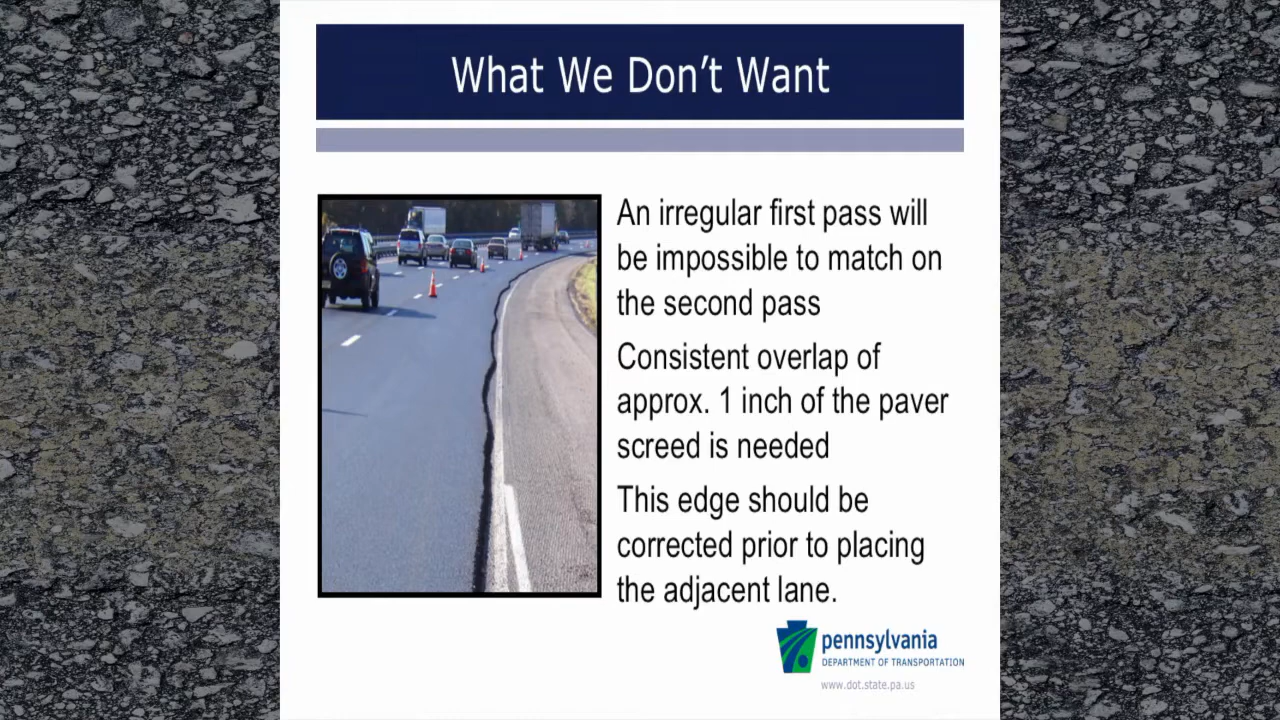 What We Don't Want
An irregular first pass will
be impossible to match on
the second pass
Consistent overlap of
approx. 1 inch of the paver
screed is needed
This edge should be
corrected prior to placing
the adjacent lane.
pennsylvania
DEPARTMENT OF TRANSPORTATION
www.dot.state.pa.us